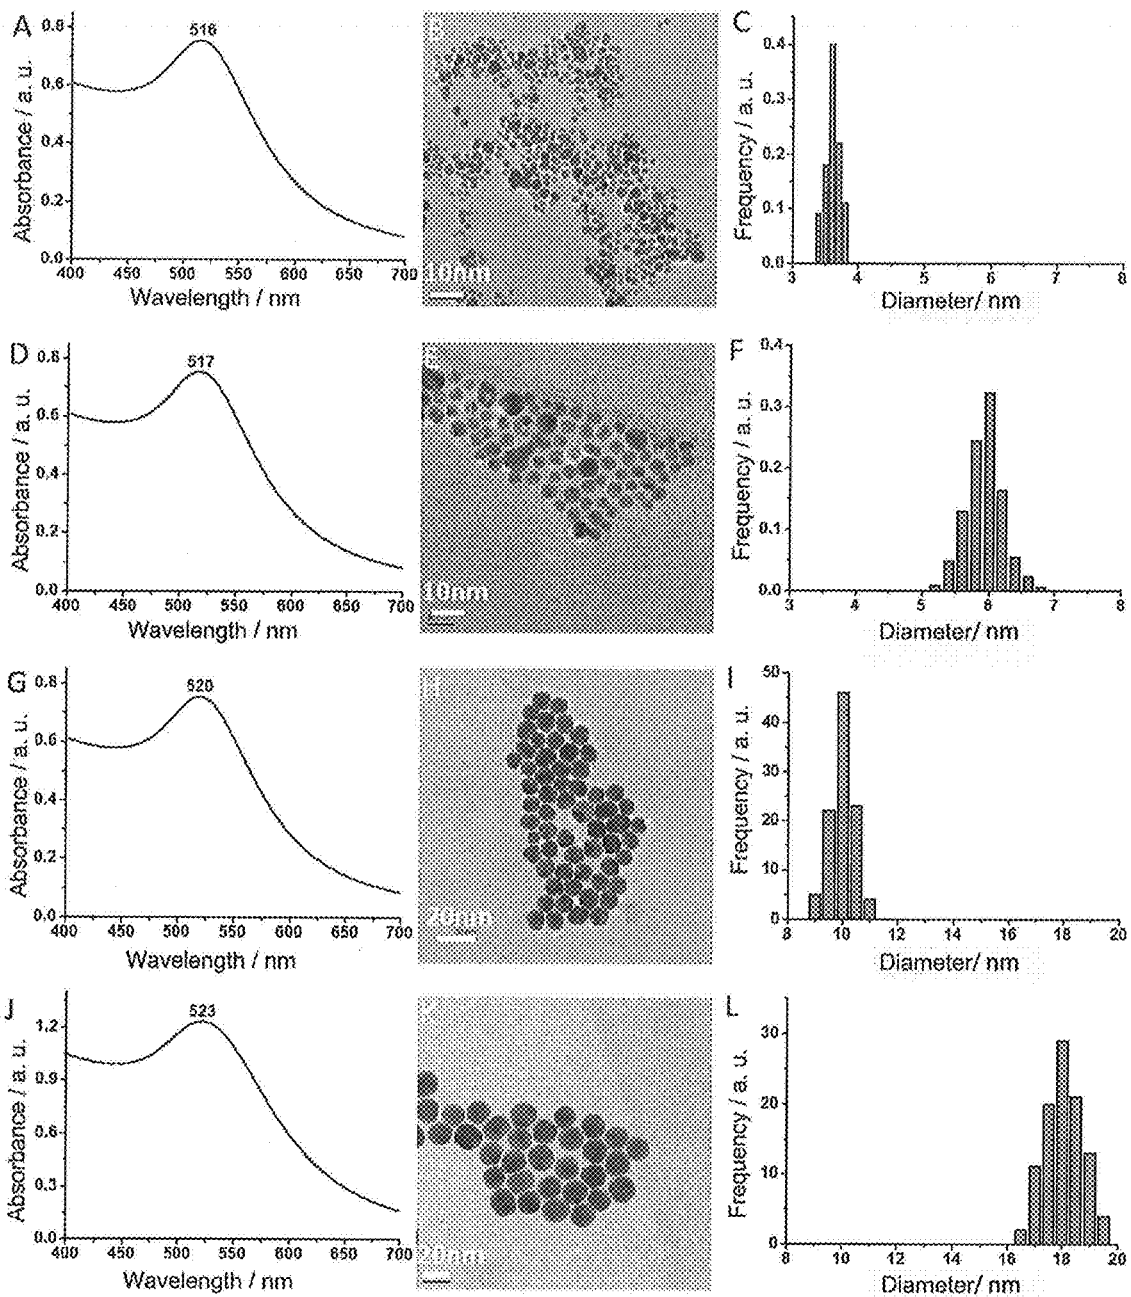 A
516
Absorbance / a. u.
0.8
0.6
0.4
0.2
0.0
400 450 500 550 600 650 700
Wavelength / nm
B
10nm
C
Frequency / a. u.
0.4
0.3
0.2
0.1
0.0
3 4 5 6 7 8
Diameter/ nm
D
517
Absorbance / a. u.
0.8
0.6
0.4
0.2
0.0
400 450 500 550 600 650 700
Wavelength / nm
E
10nm
F
Frequency / a. u.
0.4
0.3
0.2
0.1
0.0
3 4 5 6 7 8
Diameter/ nm
G
520
Absorbance / a. u.
0.8
0.6
0.4
0.2
0.0
400 450 500 550 600 650 700
Wavelength / nm
H
20nm
I
Frequency / a. u.
50
40
30
20
10
0
8 10 12 14 16 18 20
Diameter/ nm
J
523
Absorbance / a. u.
1.2
0.9
0.6
0.3
0.0
400 450 500 550 600 650 700
Wavelength / nm
20nm
L
Frequency / a. u.
30
20
10
0
8 10 12 14 16 18 20
Diameter/ nm